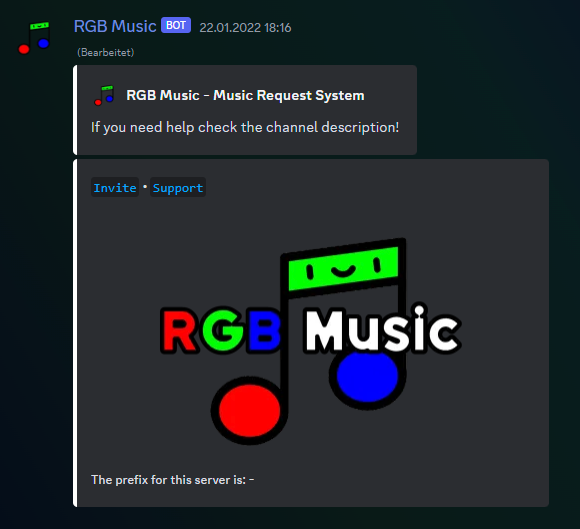 RGB Music BOT 22.01.2022 18:16
(Bearbeitet)
RGB Music - Music Request System
If you need help check the channel description!
Invite • Support
RGB Music
The prefix for this server is: -